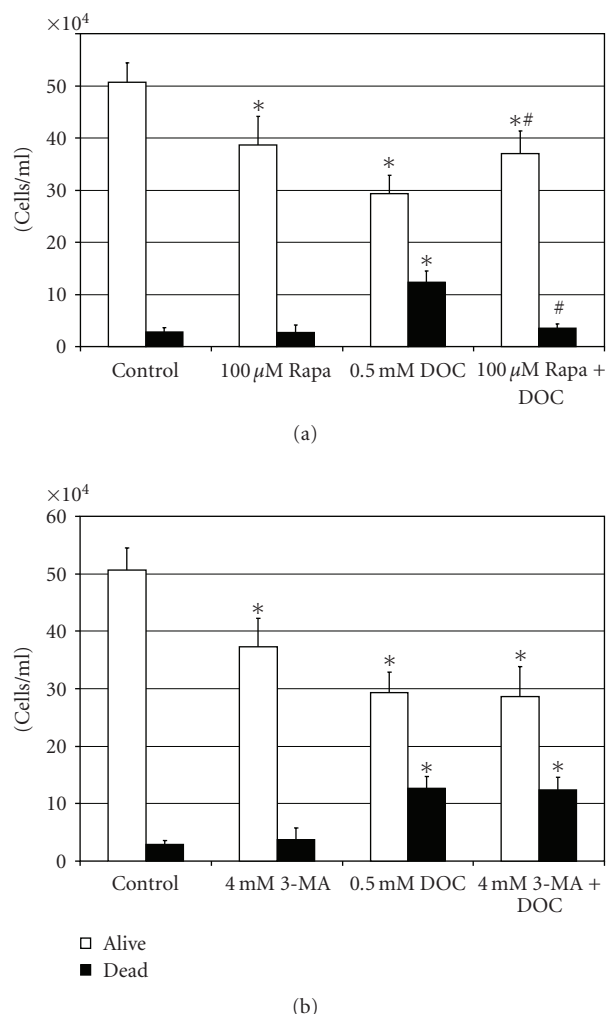 ×10⁴
50
40
30
20
10
0
(Cells/ml)
*
*
*
*#
#
Control
100 μM Rapa
0.5 mM DOC
100 μM Rapa +
DOC
(a)
×10⁴
60
50
40
30
20
10
0
(Cells/ml)
*
*
*
*
*
Control
4 mM 3-MA
0.5 mM DOC
4 mM 3-MA +
DOC
Alive
Dead
(b)